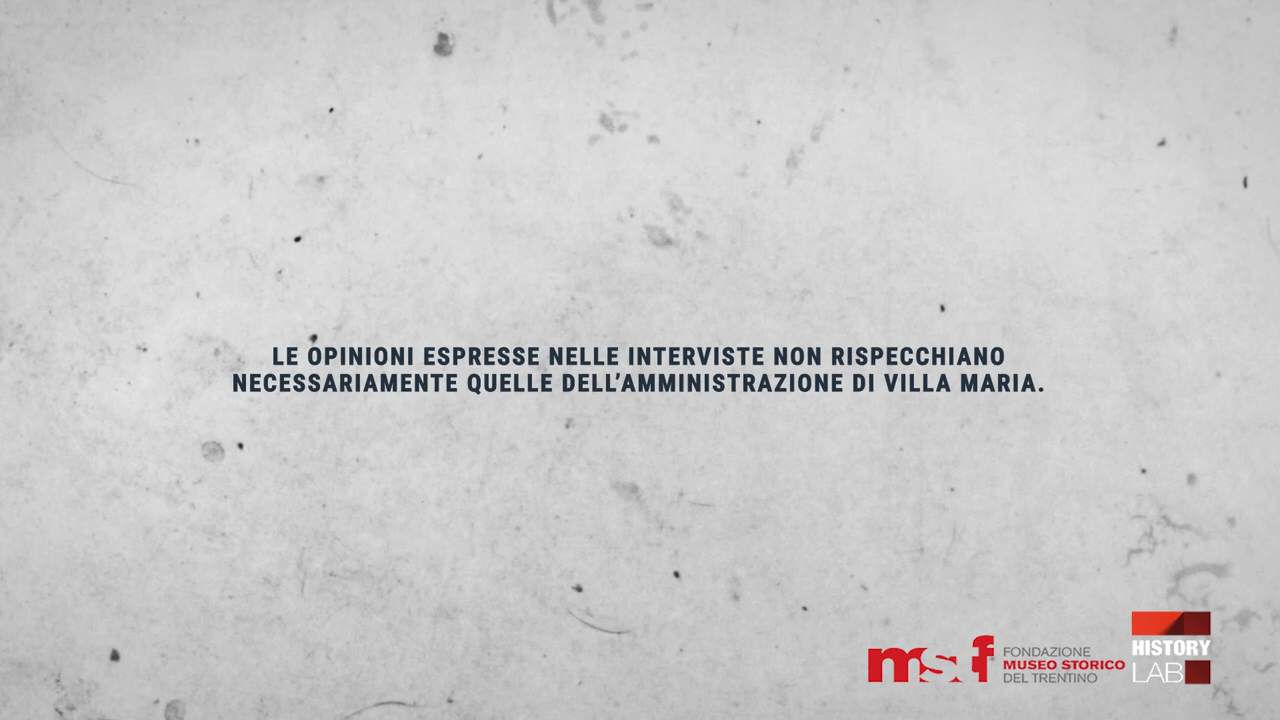 LE OPINIONI ESPRESSE NELLE INTERVISTE NON RISPECCHIANO
NECESSARIAMENTE QUELLE DELL'AMMINISTRAZIONE DI VILLA MARIA.
mstf FONDAZIONE
MUSEO STORICO
DEL TRENTINO
HISTORY
LAB